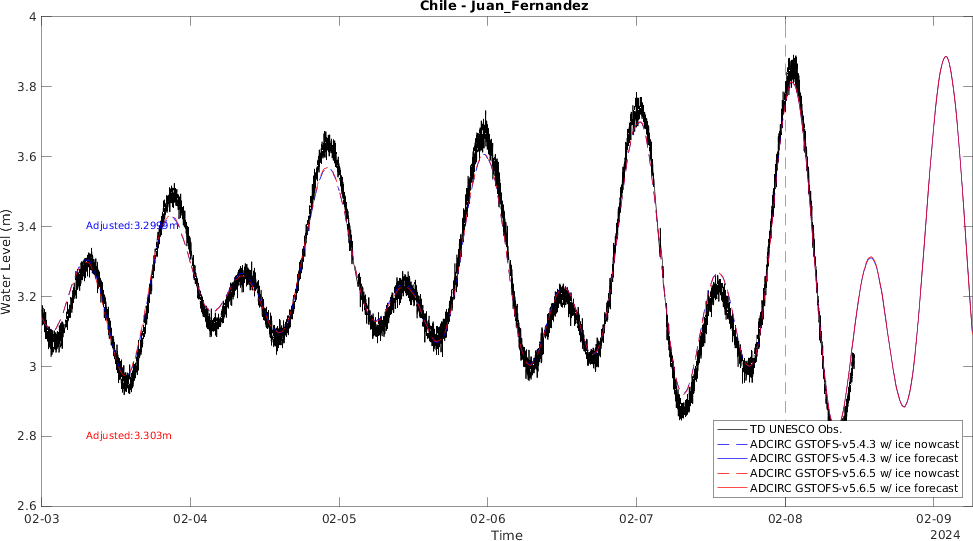 Chile - Juan_Fernandez
4
3.8
3.6
3.4
3.2
3
2.8
2.6
Water Level (m)
Adjusted:3.2999m
Adjusted:3.303m
TD UNESCO Obs.
ADCIRC GSTOFS-v5.4.3 w/ ice nowcast
ADCIRC GSTOFS-v5.4.3 w/ ice forecast
ADCIRC GSTOFS-v5.6.5 w/ ice nowcast
ADCIRC GSTOFS-v5.6.5 w/ ice forecast
02-03 02-04 02-05 02-06 02-07 02-08 02-09
Time
2024